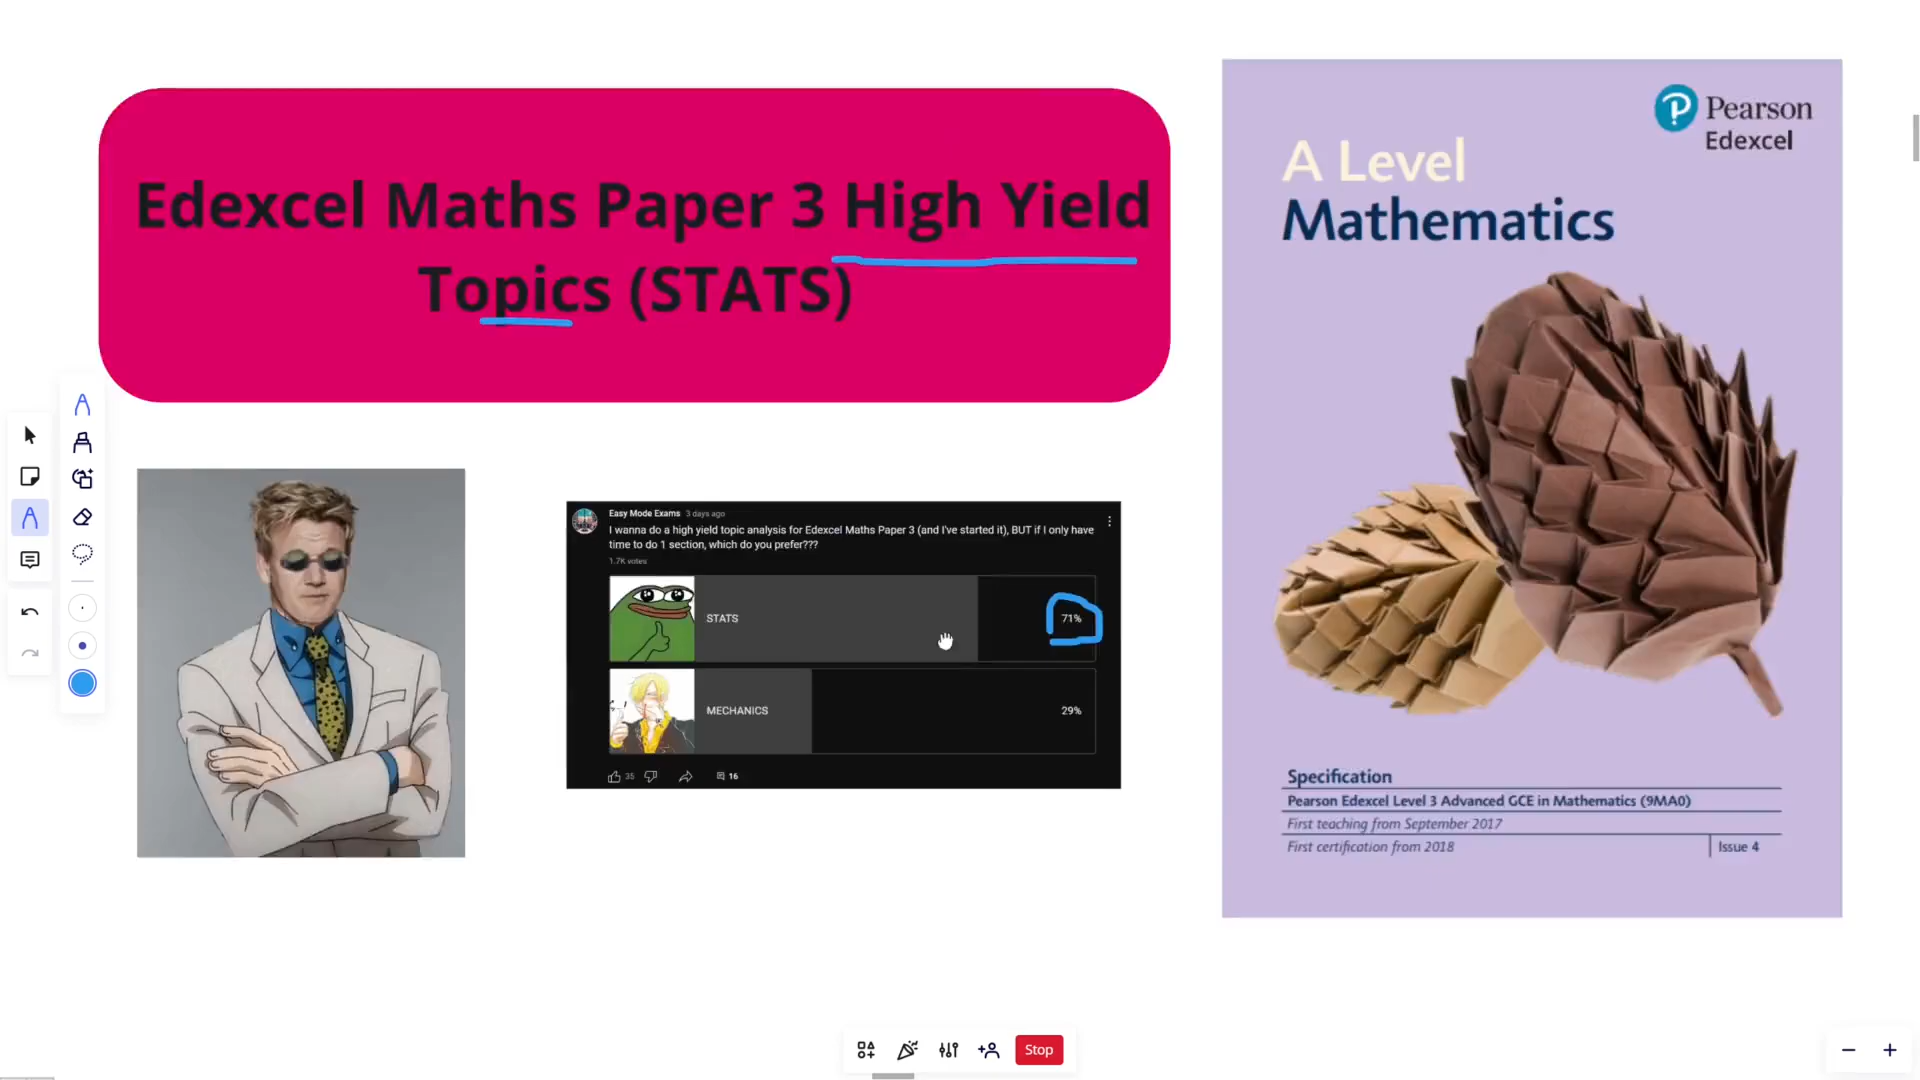 Edexcel Maths Paper 3 High Yield
Topics (STATS)
Pearson
Edexcel
A Level
Mathematics
Easy Mode Exams 3 days ago
I wanna do a high yield topic analysis for Edexcel Maths Paper 3 (and I've started it), BUT if I only have
time to do 1 section, which do you prefer???
1.7K votes
STATS 71%
MECHANICS 29%
35 16
Specification
Pearson Edexcel Level 3 Advanced GCE in Mathematics (9MA0)
First teaching from September 2017
First certification from 2018 Issue 4
Stop